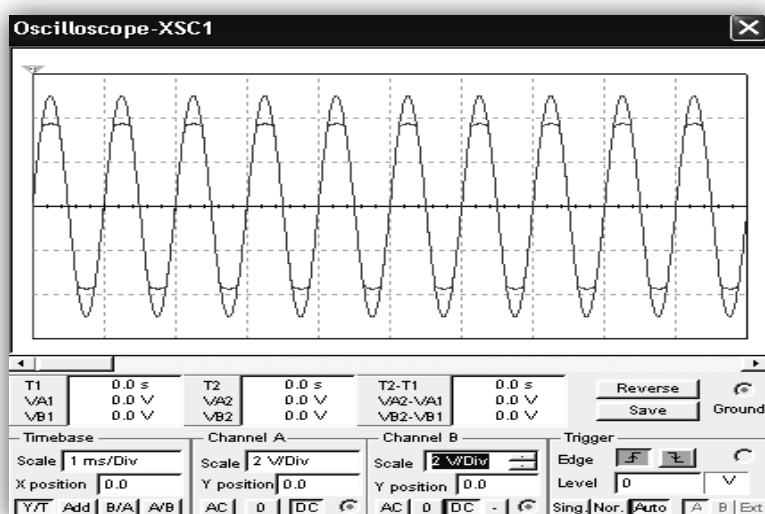 Oscilloscope-XSC1
T1 0.0 s T2 0.0 s T2-T1 0.0 s Reverse
VA1 0.0 V VA2 0.0 V VA2-VA1 0.0 V
VB1 0.0 V VB2 0.0 V VB2-VB1 0.0 V Save Ground
Timebase Channel A Channel B Trigger
Scale 1 ms/Div Scale 2 V/Div Scale 2 V/Div Edge
X position 0.0 Y position 0.0 Y position 0.0 Level 0 V
Y/T Add B/A A/B AC 0 DC AC 0 DC - Sing. Nor. Auto A B Ext